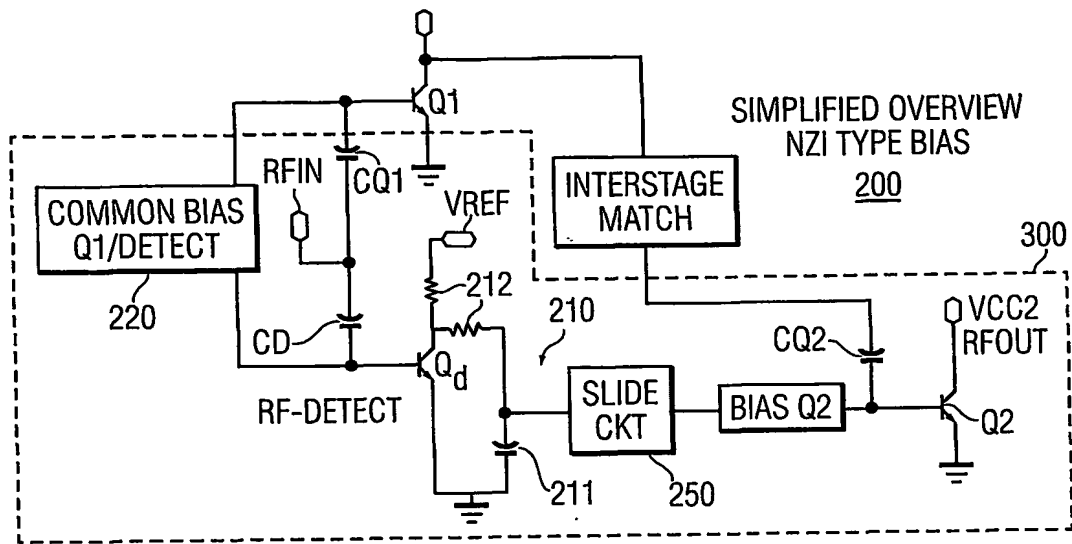 Q1
SIMPLIFIED OVERVIEW
NZI TYPE BIAS
200
RFIN
CQ1
COMMON BIAS
Q1/DETECT
220
VREF
INTERSTAGE
MATCH
300
212
210
CD
Qd
RF-DETECT
CQ2
VCC2
RFOUT
SLIDE
CKT
BIAS Q2
Q2
211
250